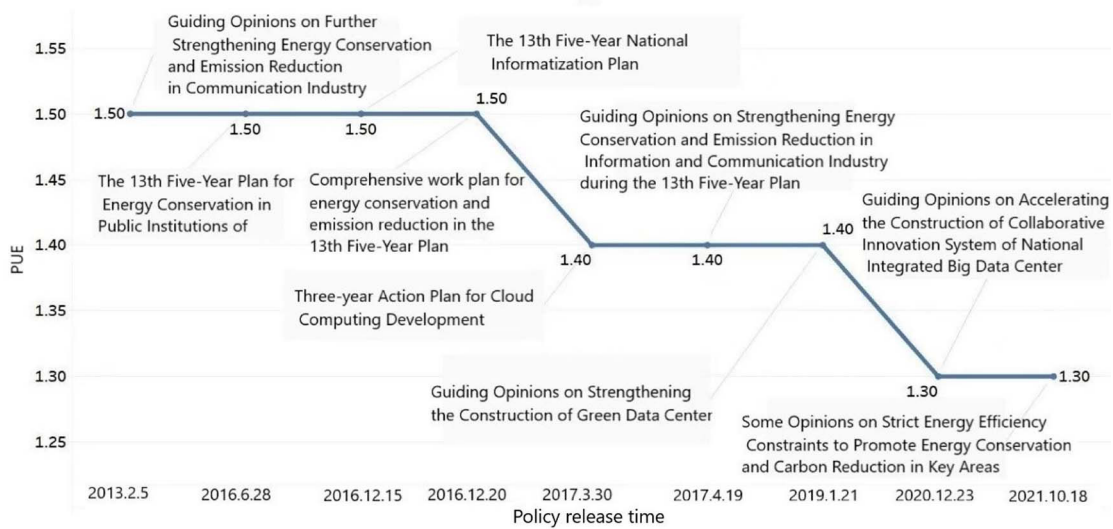 Guiding Opinions on Further
Strengthening Energy Conservation
and Emission Reduction
in Communication Industry
The 13th Five-Year National
Informatization Plan
1.55
1.50
1.45
1.40
1.35
1.30
1.25
PUE
1.50
1.50
1.50
1.50
The 13th Five-Year Plan for
Energy Conservation in
Public Institutions of
Comprehensive work plan for
energy conservation and
emission reduction in the
13th Five-Year Plan
Guiding Opinions on Strengthening Energy
Conservation and Emission Reduction in
Information and Communication Industry
during the 13th Five-Year Plan
Guiding Opinions on Accelerating
the Construction of Collaborative
Innovation System of National
Integrated Big Data Center
1.40
1.40
1.40
Three-year Action Plan for Cloud
Computing Development
Guiding Opinions on Strengthening
the Construction of Green Data Center
1.30
1.30
Some Opinions on Strict Energy Efficiency
Constraints to Promote Energy Conservation
and Carbon Reduction in Key Areas
2013.2.5 2016.6.28 2016.12.15 2016.12.20 2017.3.30 2017.4.19 2019.1.21 2020.12.23 2021.10.18
Policy release time